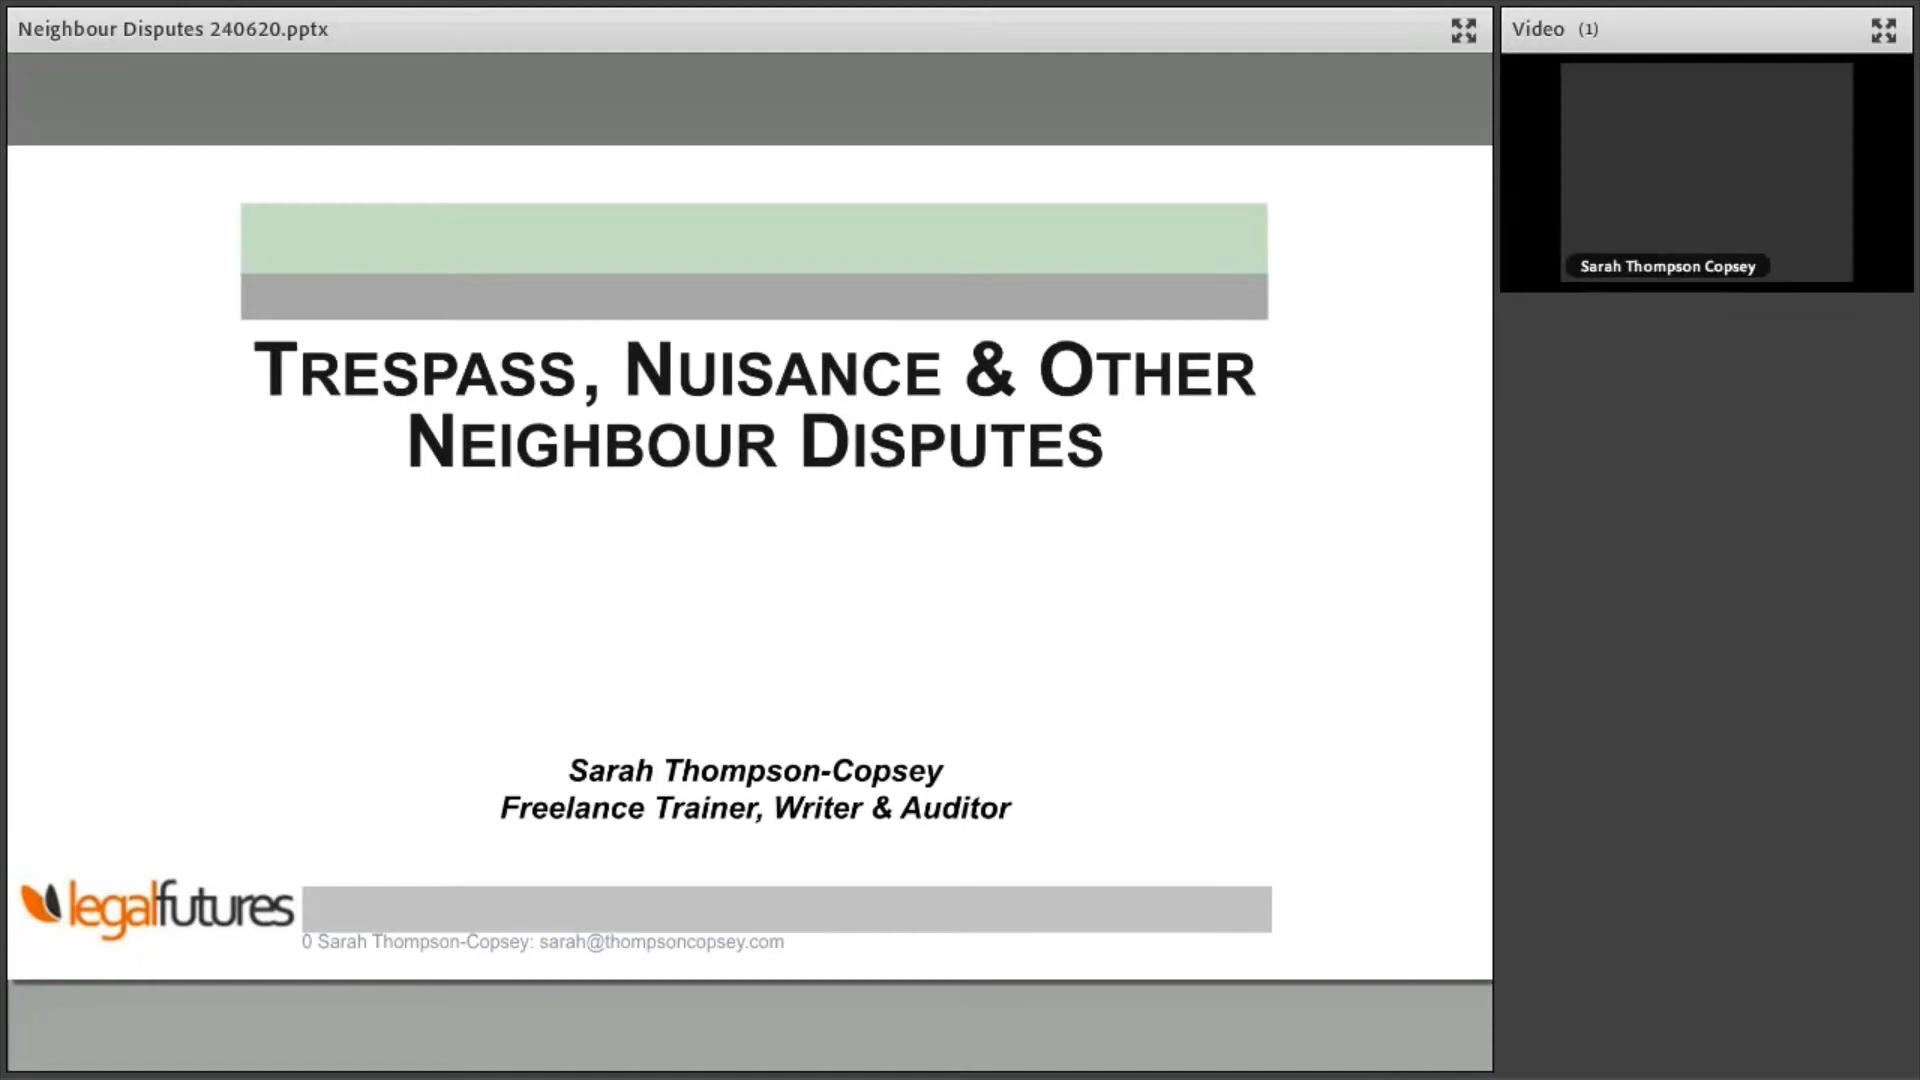 Neighbour Disputes 240620.pptx
Video (1)
Sarah Thompson Copsey
TRESPASS, NUISANCE & OTHER
NEIGHBOUR DISPUTES
Sarah Thompson-Copsey
Freelance Trainer, Writer & Auditor
legalfutures
0 Sarah Thompson-Copsey: sarah@thompsoncopsey.com